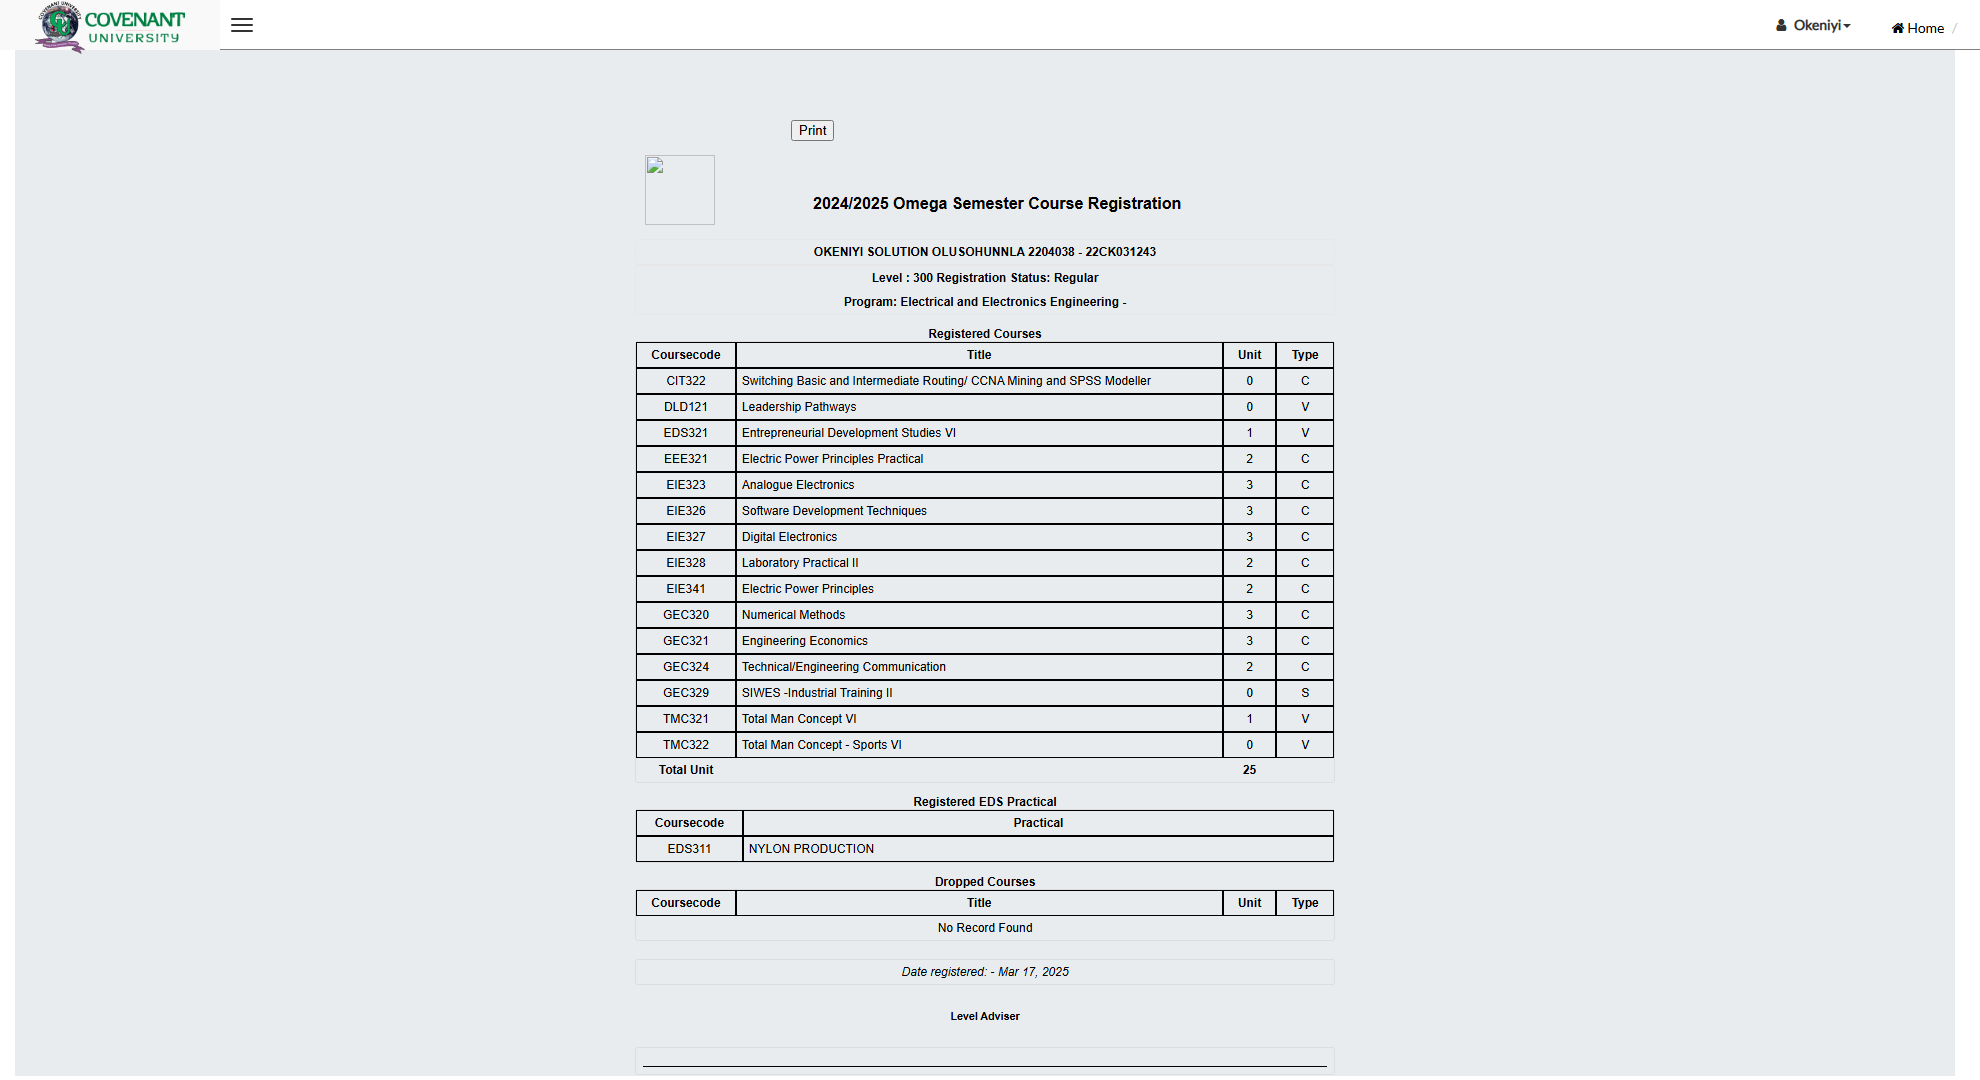 COVENANT
UNIVERSITY
Okeniyi
Home /
Print
2024/2025 Omega Semester Course Registration
OKENIYI SOLUTION OLUSOHUNNLA 2204038 - 22CK031243
Level : 300 Registration Status: Regular
Program: Electrical and Electronics Engineering -
Registered Courses
Coursecode Title Unit Type
CIT322 Switching Basic and Intermediate Routing/ CCNA Mining and SPSS Modeller 0 C
DLD121 Leadership Pathways 0 V
EDS321 Entrepreneurial Development Studies VI 1 V
EEE321 Electric Power Principles Practical 2 C
EIE323 Analogue Electronics 3 C
EIE326 Software Development Techniques 3 C
EIE327 Digital Electronics 3 C
EIE328 Laboratory Practical II 2 C
EIE341 Electric Power Principles 2 C
GEC320 Numerical Methods 3 C
GEC321 Engineering Economics 3 C
GEC324 Technical/Engineering Communication 2 C
GEC329 SIWES -Industrial Training II 0 S
TMC321 Total Man Concept VI 1 V
TMC322 Total Man Concept - Sports VI 0 V
Total Unit 25
Registered EDS Practical
Coursecode Practical
EDS311 NYLON PRODUCTION
Dropped Courses
Coursecode Title Unit Type
No Record Found
Date registered: - Mar 17, 2025
Level Adviser